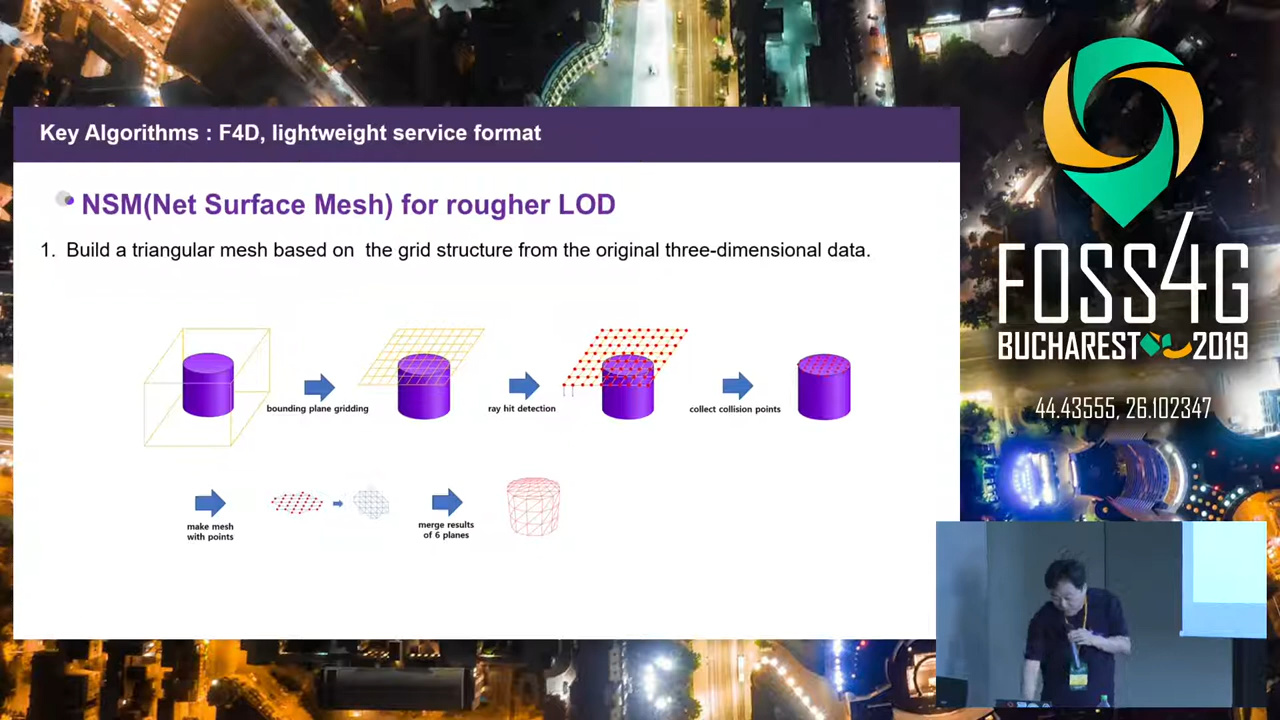 Key Algorithms : F4D, lightweight service format
NSM(Net Surface Mesh) for rougher LOD
1. Build a triangular mesh based on the grid structure from the original three-dimensional data.
bounding plane gridding
ray hit detection
collect collision points
make mesh
with points
merge results
of 6 planes
FOSS4G
BUCHAREST 2019
44.43555, 26.102347